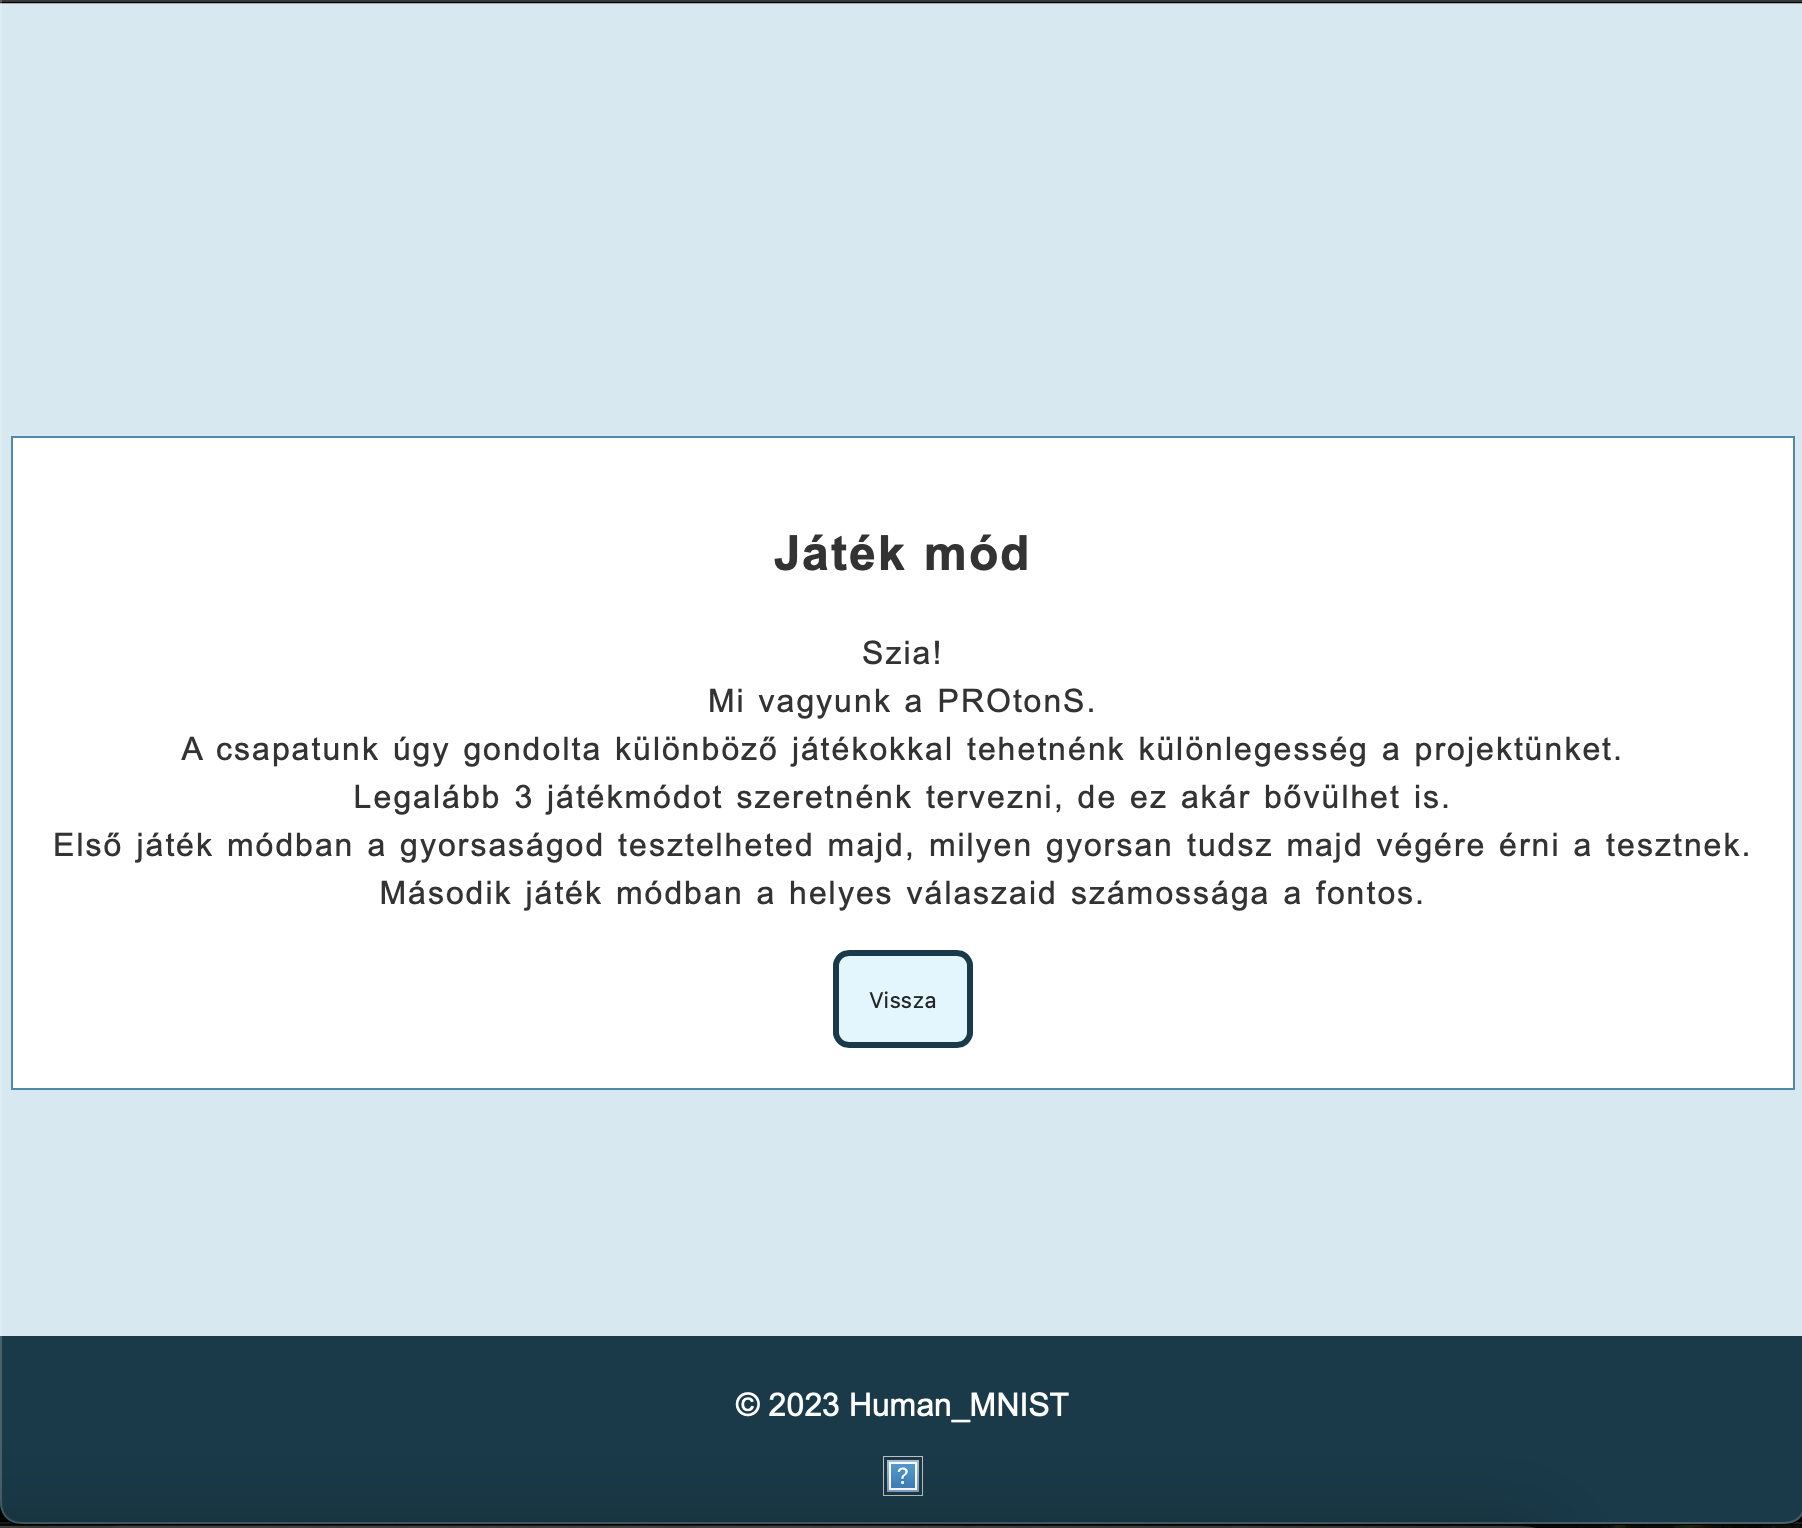 Játék mód
Szia!
Mi vagyunk a PROtonS.
A csapatunk úgy gondolta különböző játékokkal tehetnénk különlegesség a projektünket.
Legalább 3 játékmódot szeretnénk tervezni, de ez akár bővülhet is.
Első játék módban a gyorsaságod tesztelheted majd, milyen gyorsan tudsz majd végére érni a tesztnek.
Második játék módban a helyes válaszaid számossága a fontos.
Vissza
© 2023 Human_MNIST
?